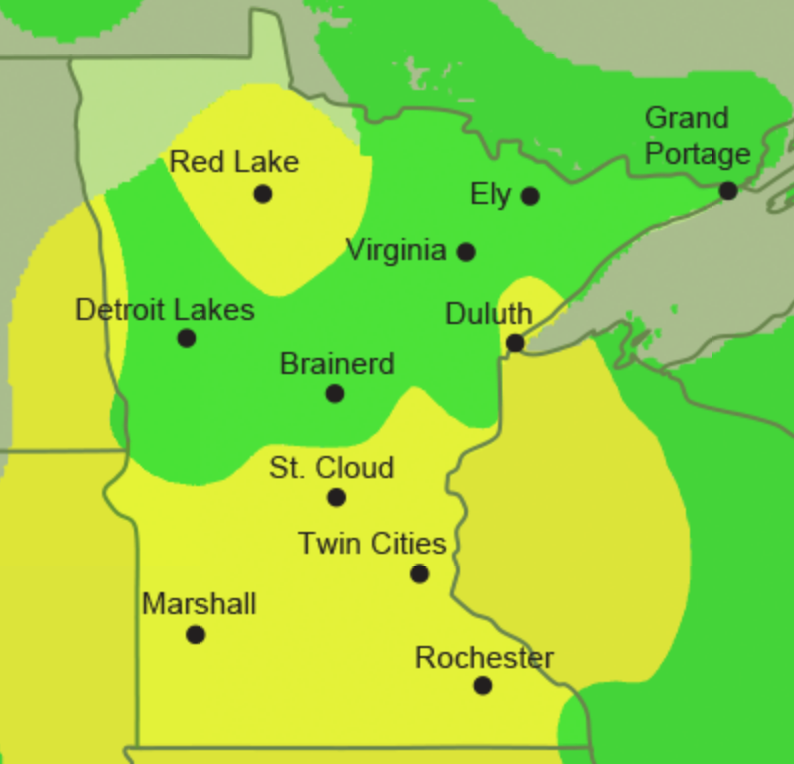 Grand
Portage
Red Lake
Ely
Virginia
Detroit Lakes
Duluth
Brainerd
St. Cloud
Twin Cities
Marshall
Rochester